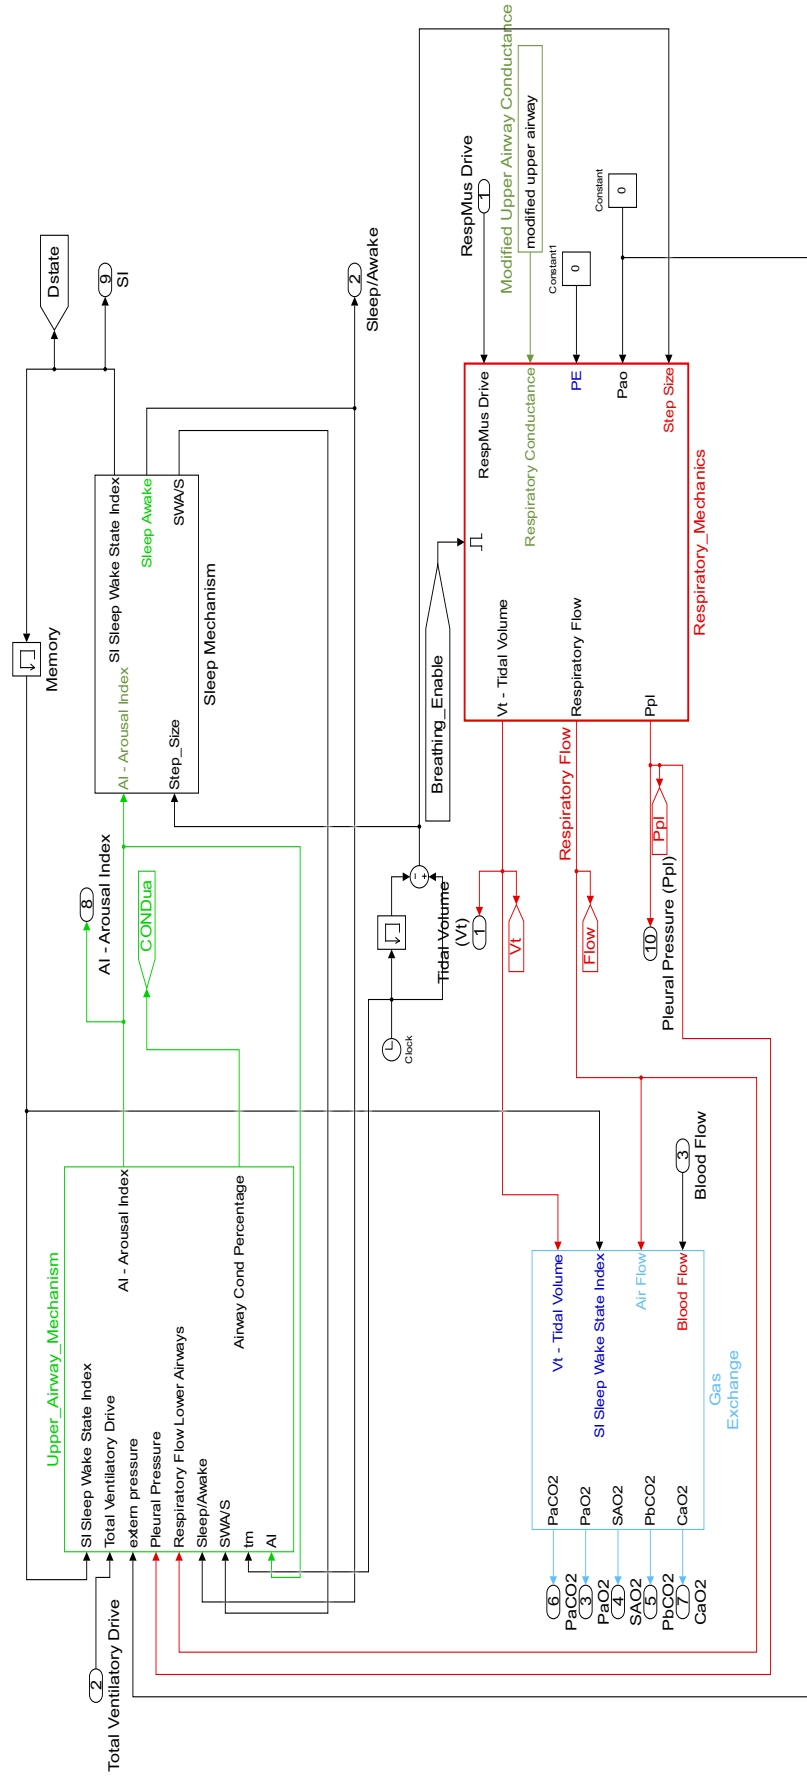 Upper_Airway_Mechanism
SI Sleep Wake State Index
Total Ventilatory Drive
extern pressure
Pleural Pressure
Respiratory Flow Lower Airways
Sleep/Awake
SWA/S
tm
AI
AI - Arousal Index
Airway Cond Percentage
2
Total Ventilatory Drive
8
AI - Arousal Index
CONDua
Memory
AI - Arousal Index
Step_Size
SI Sleep Wake State Index
Sleep Awake
SWA/S
Sleep Mechanism
Dstate
9
SI
2
Sleep/Awake
Clock
Tidal Volume
(Vt)
1
Vt
Respiratory Flow
Flow
Ppl
10
Pleural Pressure (Ppl)
Breathing_Enable
Vt - Tidal Volume
Respiratory Flow
Ppl
RespMus Drive
Respiratory Conductance
PE
Pao
Step Size
Respiratory_Mechanics
RespMus Drive
1
Modified Upper Airway Conductance
modified upper airway
Constant1
0
Constant
0
PaCO2
PaO2
SAO2
PbCO2
CaO2
Vt - Tidal Volume
SI Sleep Wake State Index
Air Flow
Blood Flow
Gas
Exchange
6
PaCO2
3
PaO2
4
SAO2
5
PbCO2
7
CaO2
3
Blood Flow